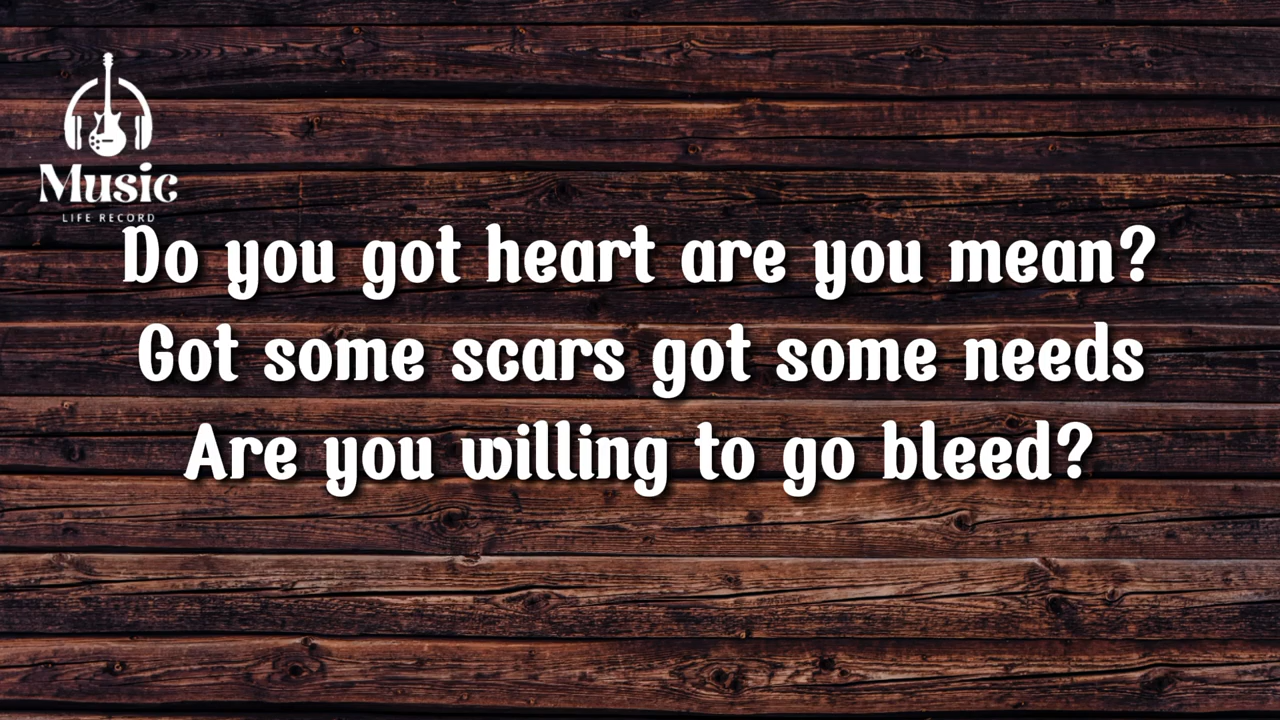 Music
LIFE RECORD
Do you got heart are you mean?
Got some scars got some needs
Are you willing to go bleed?